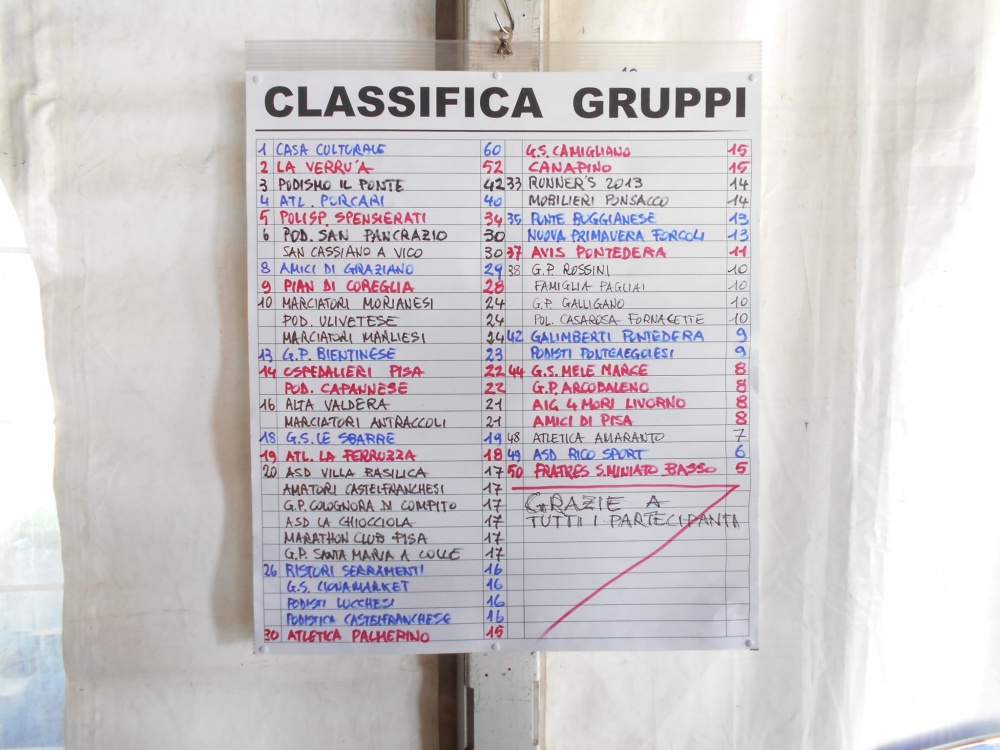 CLASSIFICA GRUPPI
1 CASA CULTURALE 60
2 LA VERRU'A 52
3 PODISMO IL PONTE 42
4 ATL. PORCARI 40
5 POLISP. SPENSIERATI 34
6 POD. SAN PANCRAZIO 30
SAN CASSIANO A VICO 30
8 AMICI DI GRAZIANO 29
9 PIAN DI COREGLIA 28
10 MARCIATORI MORIANESI 24
POD. ULIVETESE 24
MARCIATORI MARLIESI 24
13 G.P. BIENTINESE 23
14 OSPEDALIERI PISA 22
POD. CAPANNESE 22
16 ALTA VALDERA 21
MARCIATORI ANTRACCOLI 21
18 G.S. LE SBARRE 19
19 ATL. LA FERRUZZA 18
20 ASD VILLA BASILICA 17
AMATORI CASTELFRANCHESI 17
G.P. COLOGNORA DI COMPITO 17
ASD LA CHIOCCIOLA 17
MARATHON CLUB PISA 17
G.P. SANTA MARIA A COLLE 17
26 RISTORI SERRAMENTI 16
G.S. CIONAMARKET 16
PODISTI LUCCHESI 16
PODISTICA CASTELFRANCHESE 16
30 ATLETICA PALMERINO 15
G.S. CAMIGLIANO 15
CANAPINO 15
33 RUNNER'S 2013 14
MOBILIERI PONSACCO 14
35 PONTE BUGGIANESE 13
NUOVA PRIMAVERA FORCOLI 13
37 AVIS PONTEDERA 11
38 G.P. ROSSINI 10
FAMIGLIA PAGLIAI 10
G.P. GALLIGANO 10
POL. CASAROSA FORNACETTE 10
42 GALIMBERTI PONTEDERA 9
PODISTI PONTEAEGOLESI 9
44 G.S. MELE MARCE 8
G.P. ARCOBALENO 8
AIG 4 MORI LIVORNO 8
AMICI DI PISA 8
48 ATLETICA AMARANTO 7
49 ASD RICO SPORT 6
50 FRATRES S.MINIATO BASSO 5
GRAZIE A
TUTTI I PARTECIPANTI